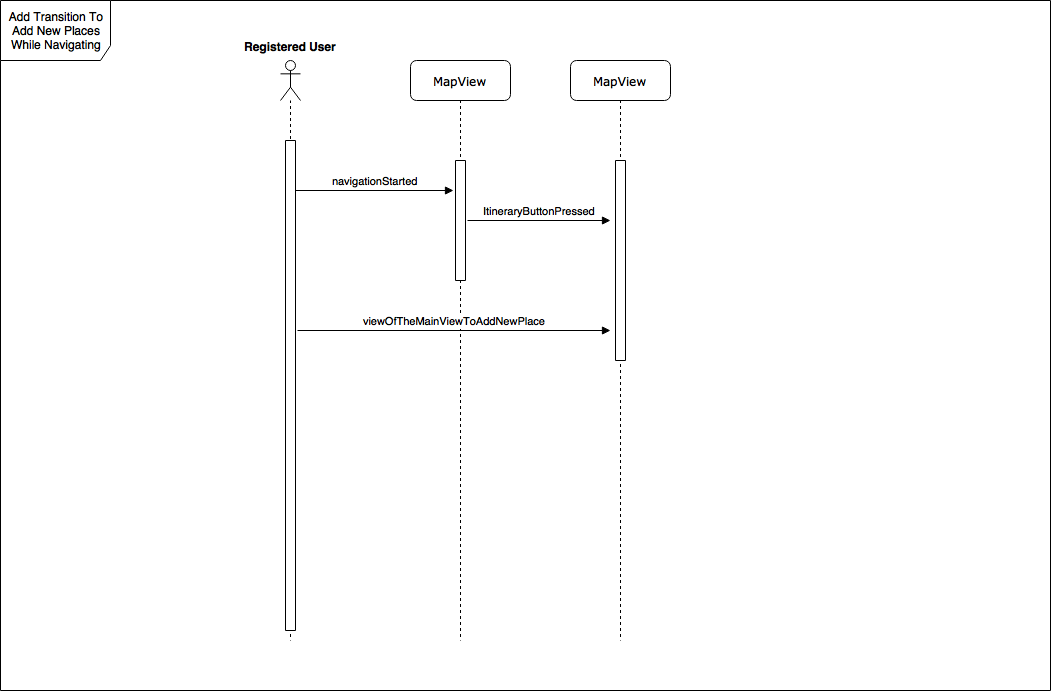 Add Transition To
Add New Places
While Navigating
Registered User
MapView
MapView
navigationStarted
ItineraryButtonPressed
viewOfTheMainViewToAddNewPlace